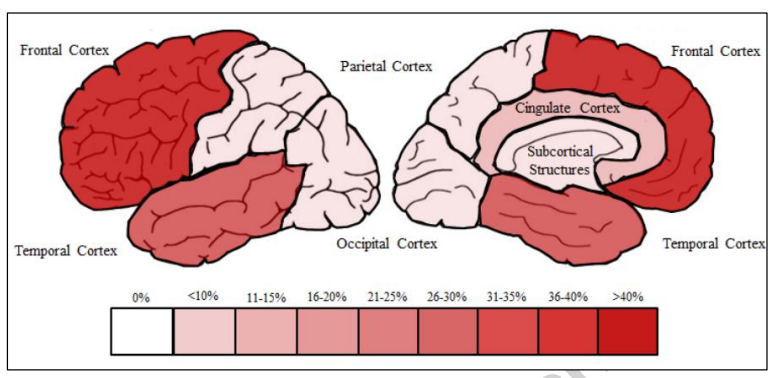 Frontal Cortex
Parietal Cortex
Frontal Cortex
Cingulate Cortex
Subcortical
Structures
Temporal Cortex
Occipital Cortex
Temporal Cortex
0% <10% 11-15% 16-20% 21-25% 26-30% 31-35% 36-40% >40%